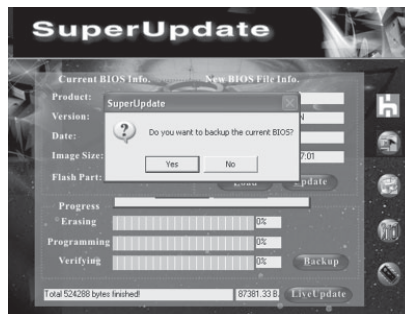 SuperUpdate
Current BIOS Info.
New BIOS File Info.
Product:
SuperUpdate
Version:
N
Do you want to backup the current BIOS?
Date:
Yes
No
Image Size:
7:01
Flash Part:
Update
Progress
Erasing
0%
Programming
0%
Verifying
0%
Backup
Total 524288 bytes finished!
87381.33 B
LiveUpdate